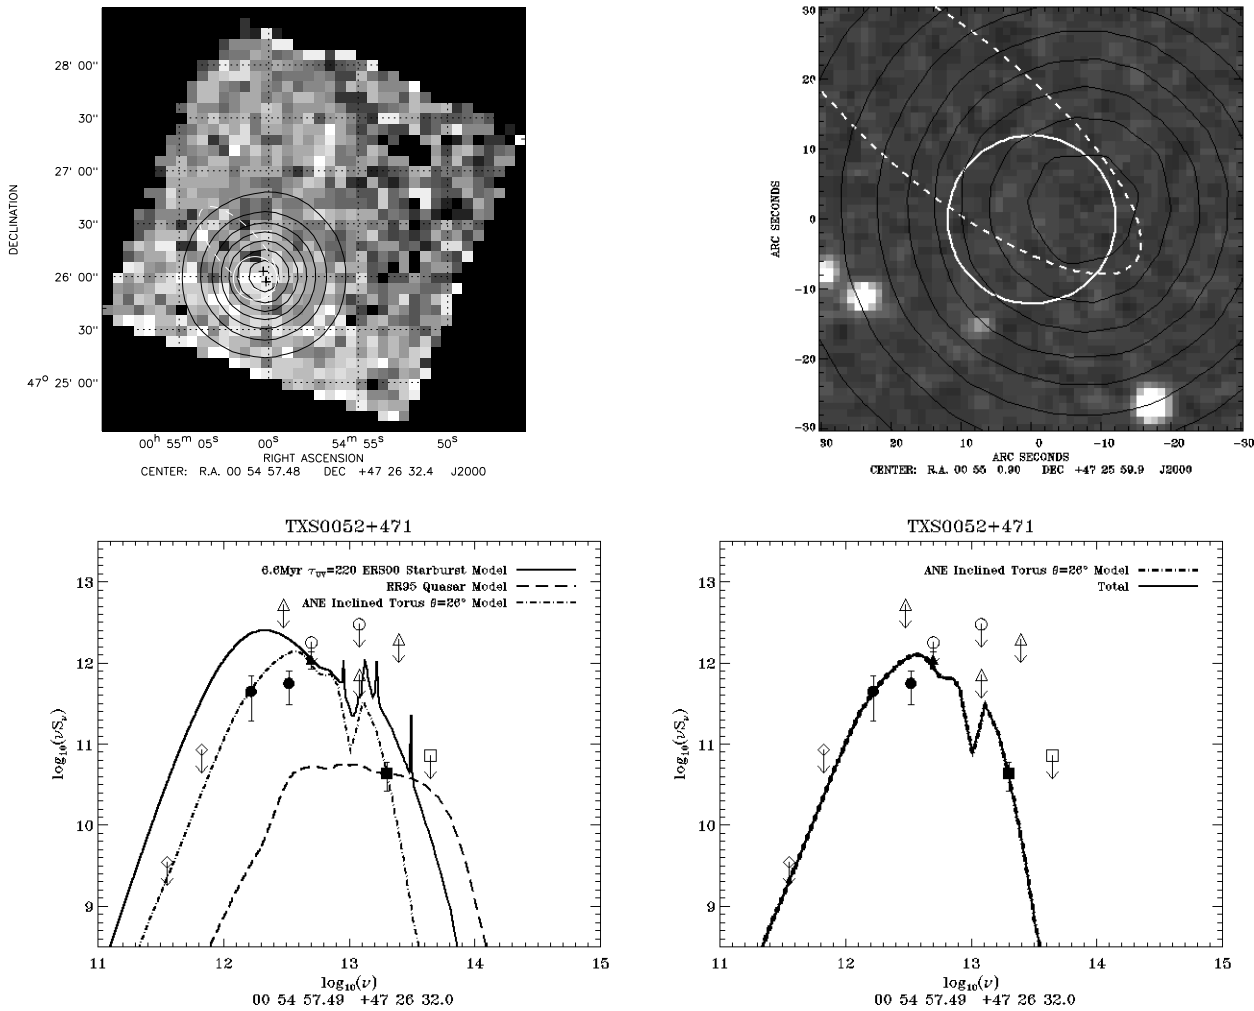 DECLINATION
28' 00"
30"
27' 00"
30"
26' 00"
30"
47° 25' 00"
00h 55m 05s 00s 54m 55s 50s
RIGHT ASCENSION
CENTER: R.A. 00 54 57.48 DEC +47 26 32.4 J2000
ARC SECONDS
30
20
10
0
-10
-20
-30
30 20 10 0 -10 -20 -30
ARC SECONDS
CENTER: R.A. 00 55 0.90 DEC +47 25 59.9 J2000
TXS0052+471
6.6Myr τUV=220 ERS00 Starburst Model
RR95 Quasar Model
ANE Inclined Torus θ=26° Model
log10(νSν)
13
12
11
10
9
11 12 13 14 15
log10(ν)
00 54 57.49 +47 26 32.0
TXS0052+471
ANE Inclined Torus θ=26° Model
Total
log10(νSν)
13
12
11
10
9
11 12 13 14 15
log10(ν)
00 54 57.49 +47 26 32.0